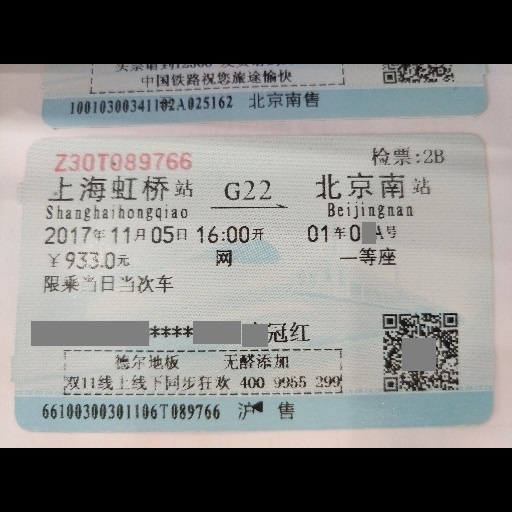 中国铁路祝您旅途愉快
10010300341102A025162 北京南售
Z30T089766 检票:2B
上海虹桥站 G22 北京南站
Shanghaihongqiao Beijingnan
2017年11月05日 16:00开 01车0 A号
¥933.0元 网 一等座
限乘当日当次车
**** 冠红
德尔地板 无醛添加
双11线上线下同步狂欢 400 9955 299
66100300301106T089766 沪 售